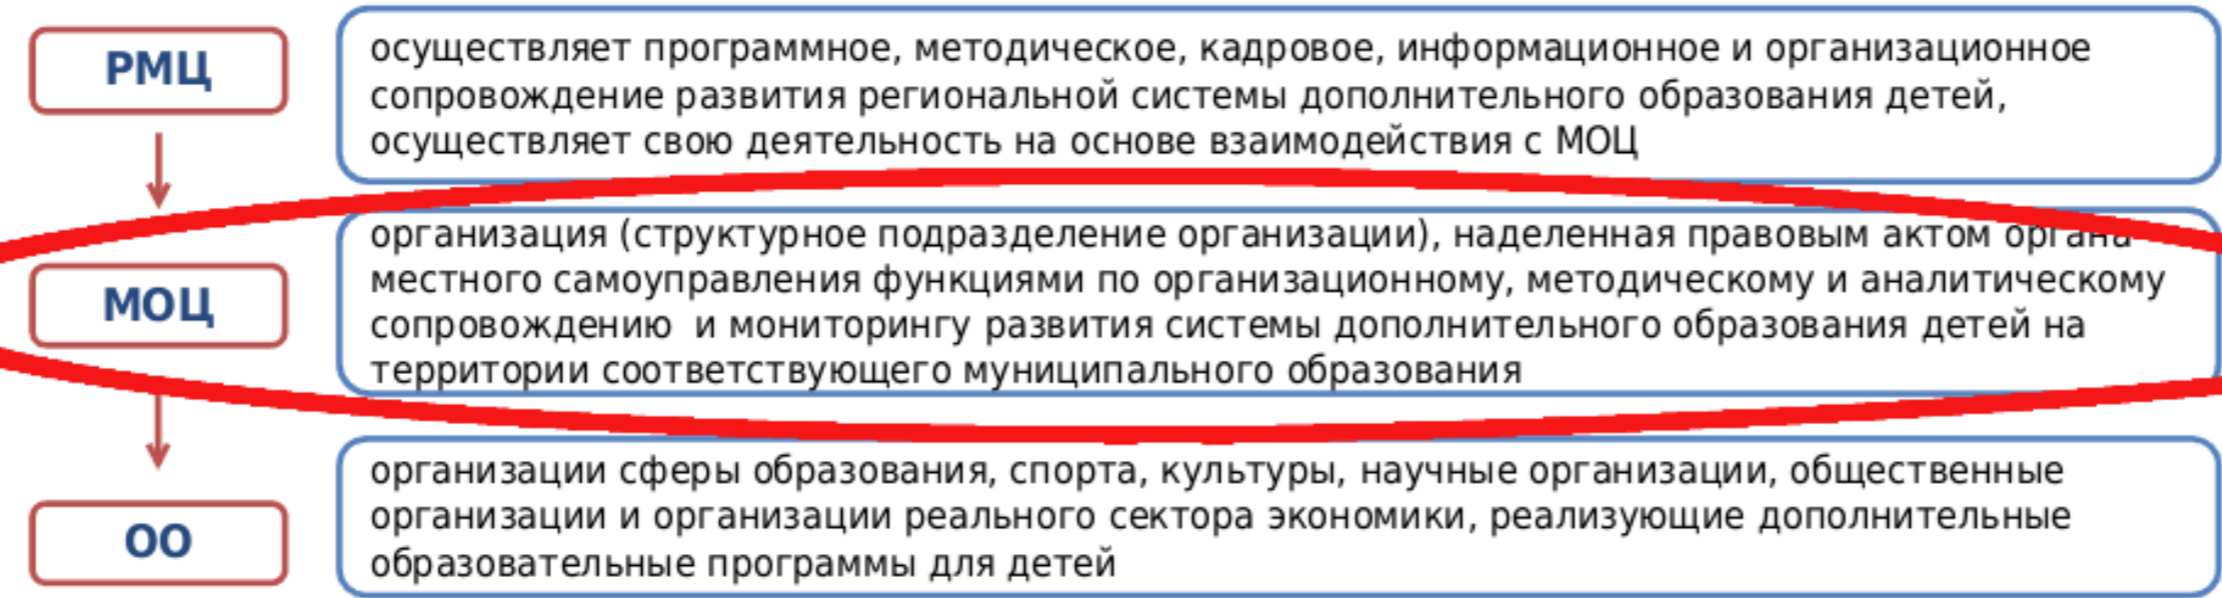 РМЦ
осуществляет программное, методическое, кадровое, информационное и организационное
сопровождение развития региональной системы дополнительного образования детей,
осуществляет свою деятельность на основе взаимодействия с МОЦ
МОЦ
организация (структурное подразделение организации), наделенная правовым актом органа
местного самоуправления функциями по организационному, методическому и аналитическому
сопровождению  и мониторингу развития системы дополнительного образования детей на
территории соответствующего муниципального образования
ОО
организации сферы образования, спорта, культуры, научные организации, общественные
организации и организации реального сектора экономики, реализующие дополнительные
образовательные программы для детей